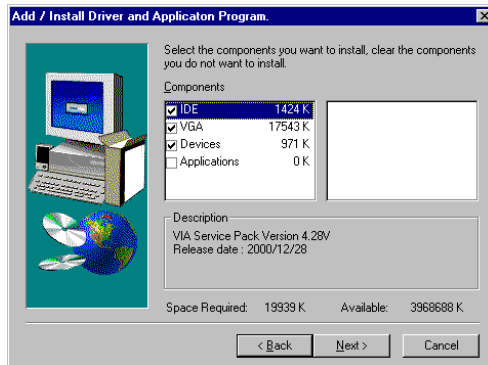 Add / Install Driver and Applicaton Program.
Select the components you want to install, clear the components
you do not want to install.
Components
IDE 1424 K
VGA 17543 K
Devices 971 K
Applications 0 K
Description
VIA Service Pack Version 4.28V
Release date : 2000/12/28
Space Required: 19939 K Available: 3968688 K
< Back Next > Cancel